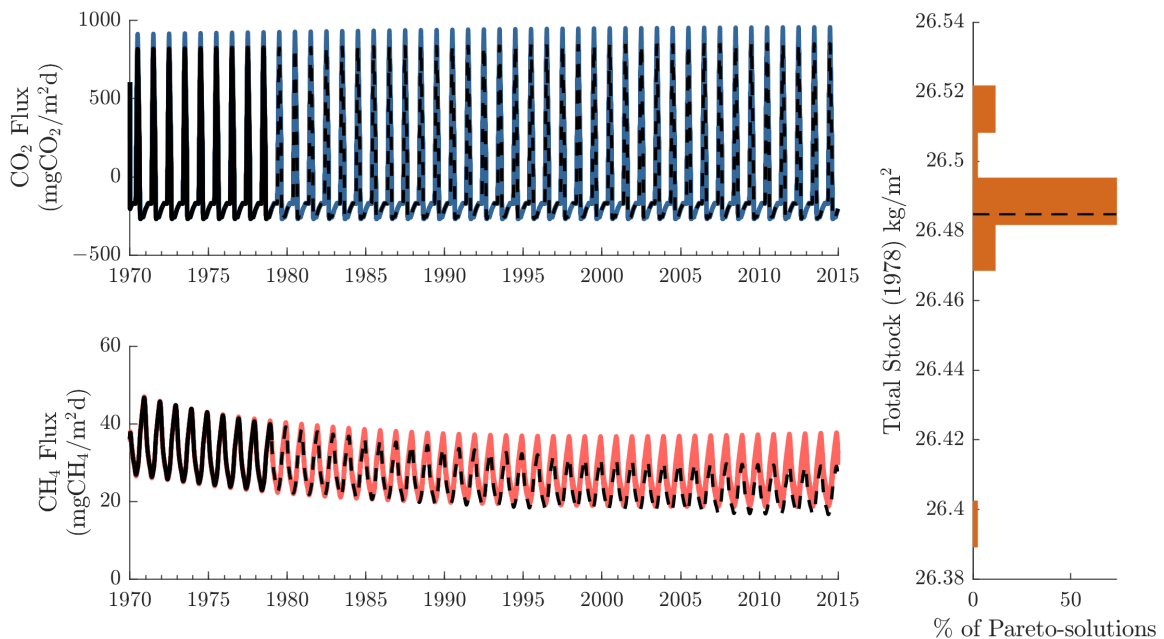 CO2 Flux
(mgCO2/m2d)
1000
500
0
−500
1970 1975 1980 1985 1990 1995 2000 2005 2010 2015
CH4 Flux
(mgCH4/m2d)
60
40
20
0
1970 1975 1980 1985 1990 1995 2000 2005 2010 2015
Total Stock (1978) kg/m2
26.54
26.52
26.5
26.48
26.46
26.44
26.42
26.4
26.38
0 50
% of Pareto-solutions